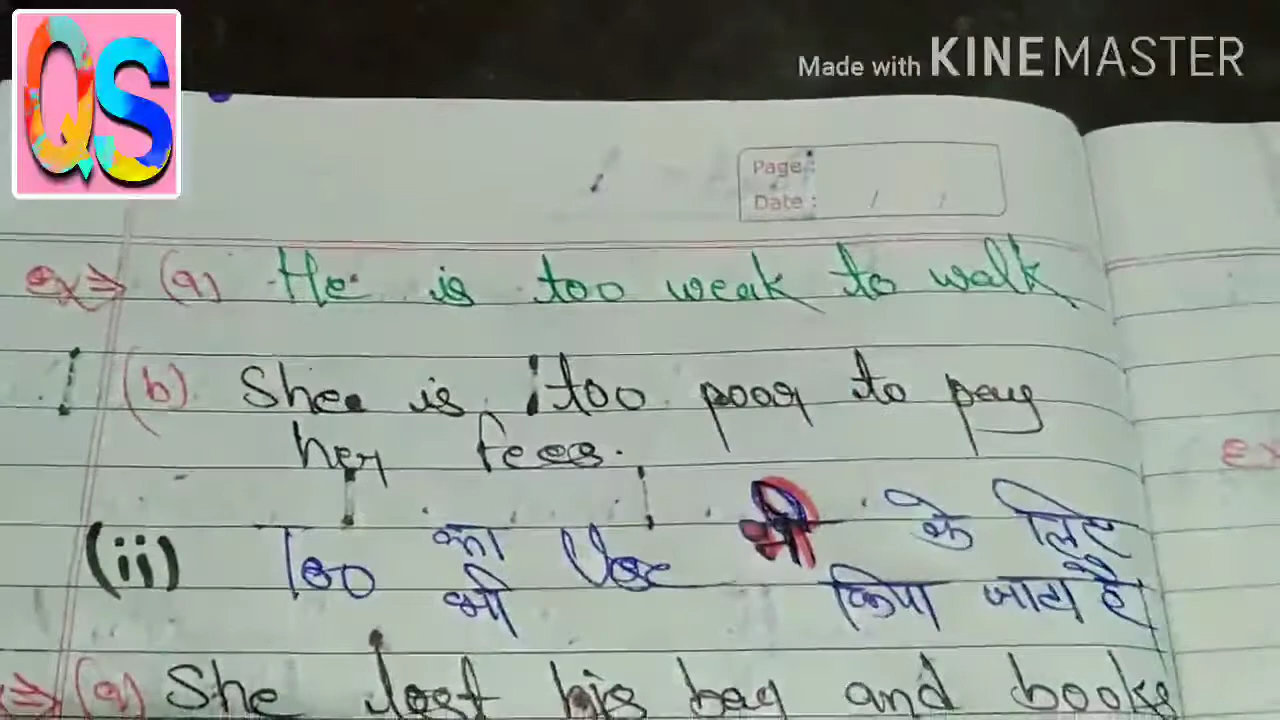 QS
Made with KINEMASTER
Page :
Date : / /
ex⇒ (a) He is too weak to walk
(b) She is too poor to pay
her fees.
(ii) Too का Use भी के लिए
भी किया जाता है।
⇒ (a) She lost his bag and books
ex